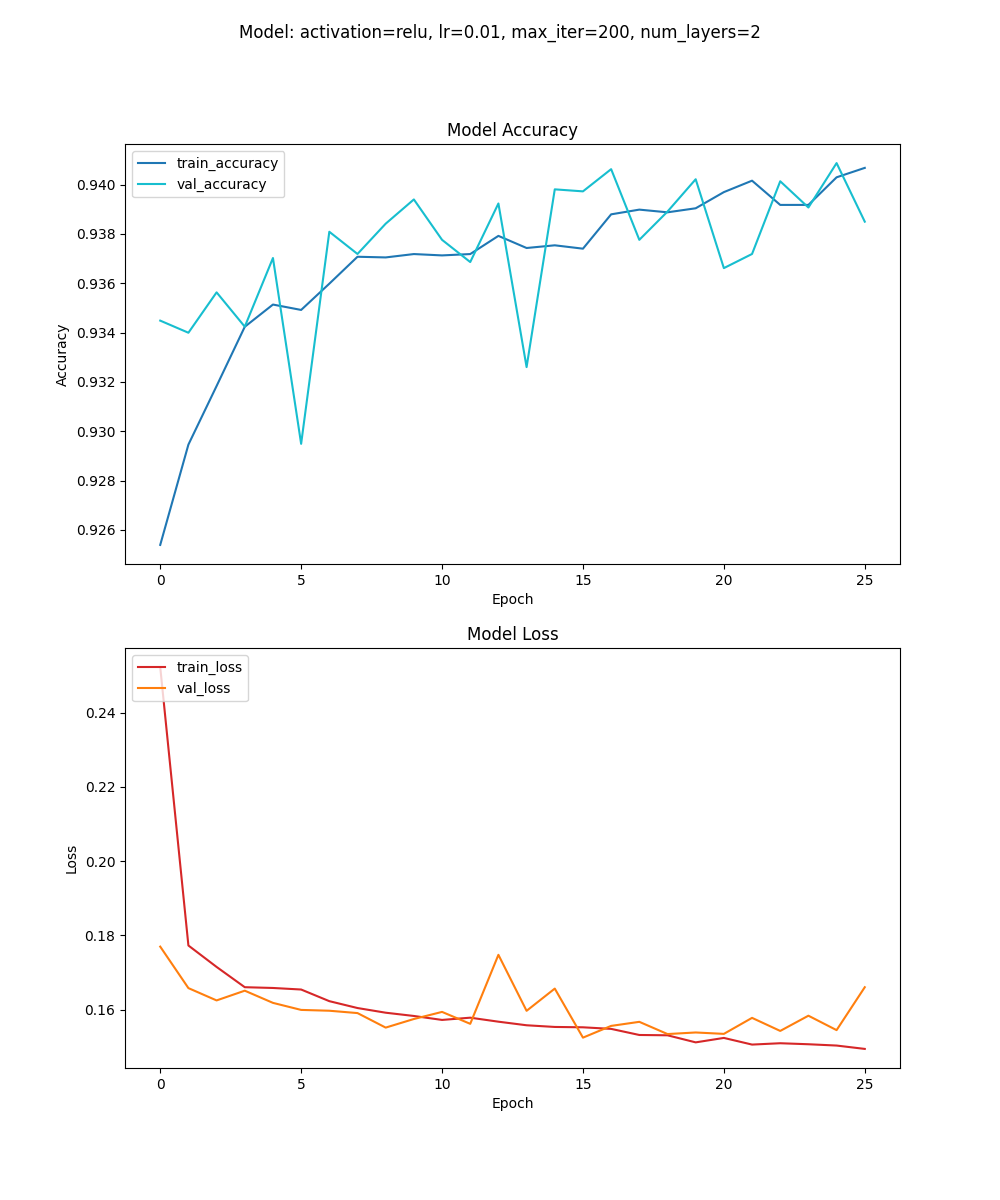 Model: activation=relu, lr=0.01, max_iter=200, num_layers=2
Model Accuracy
train_accuracy
val_accuracy
0.940
0.938
0.936
0.934
0.932
0.930
0.928
0.926
Accuracy
0 5 10 15 20 25
Epoch
Model Loss
train_loss
val_loss
0.24
0.22
0.20
0.18
0.16
Loss
0 5 10 15 20 25
Epoch